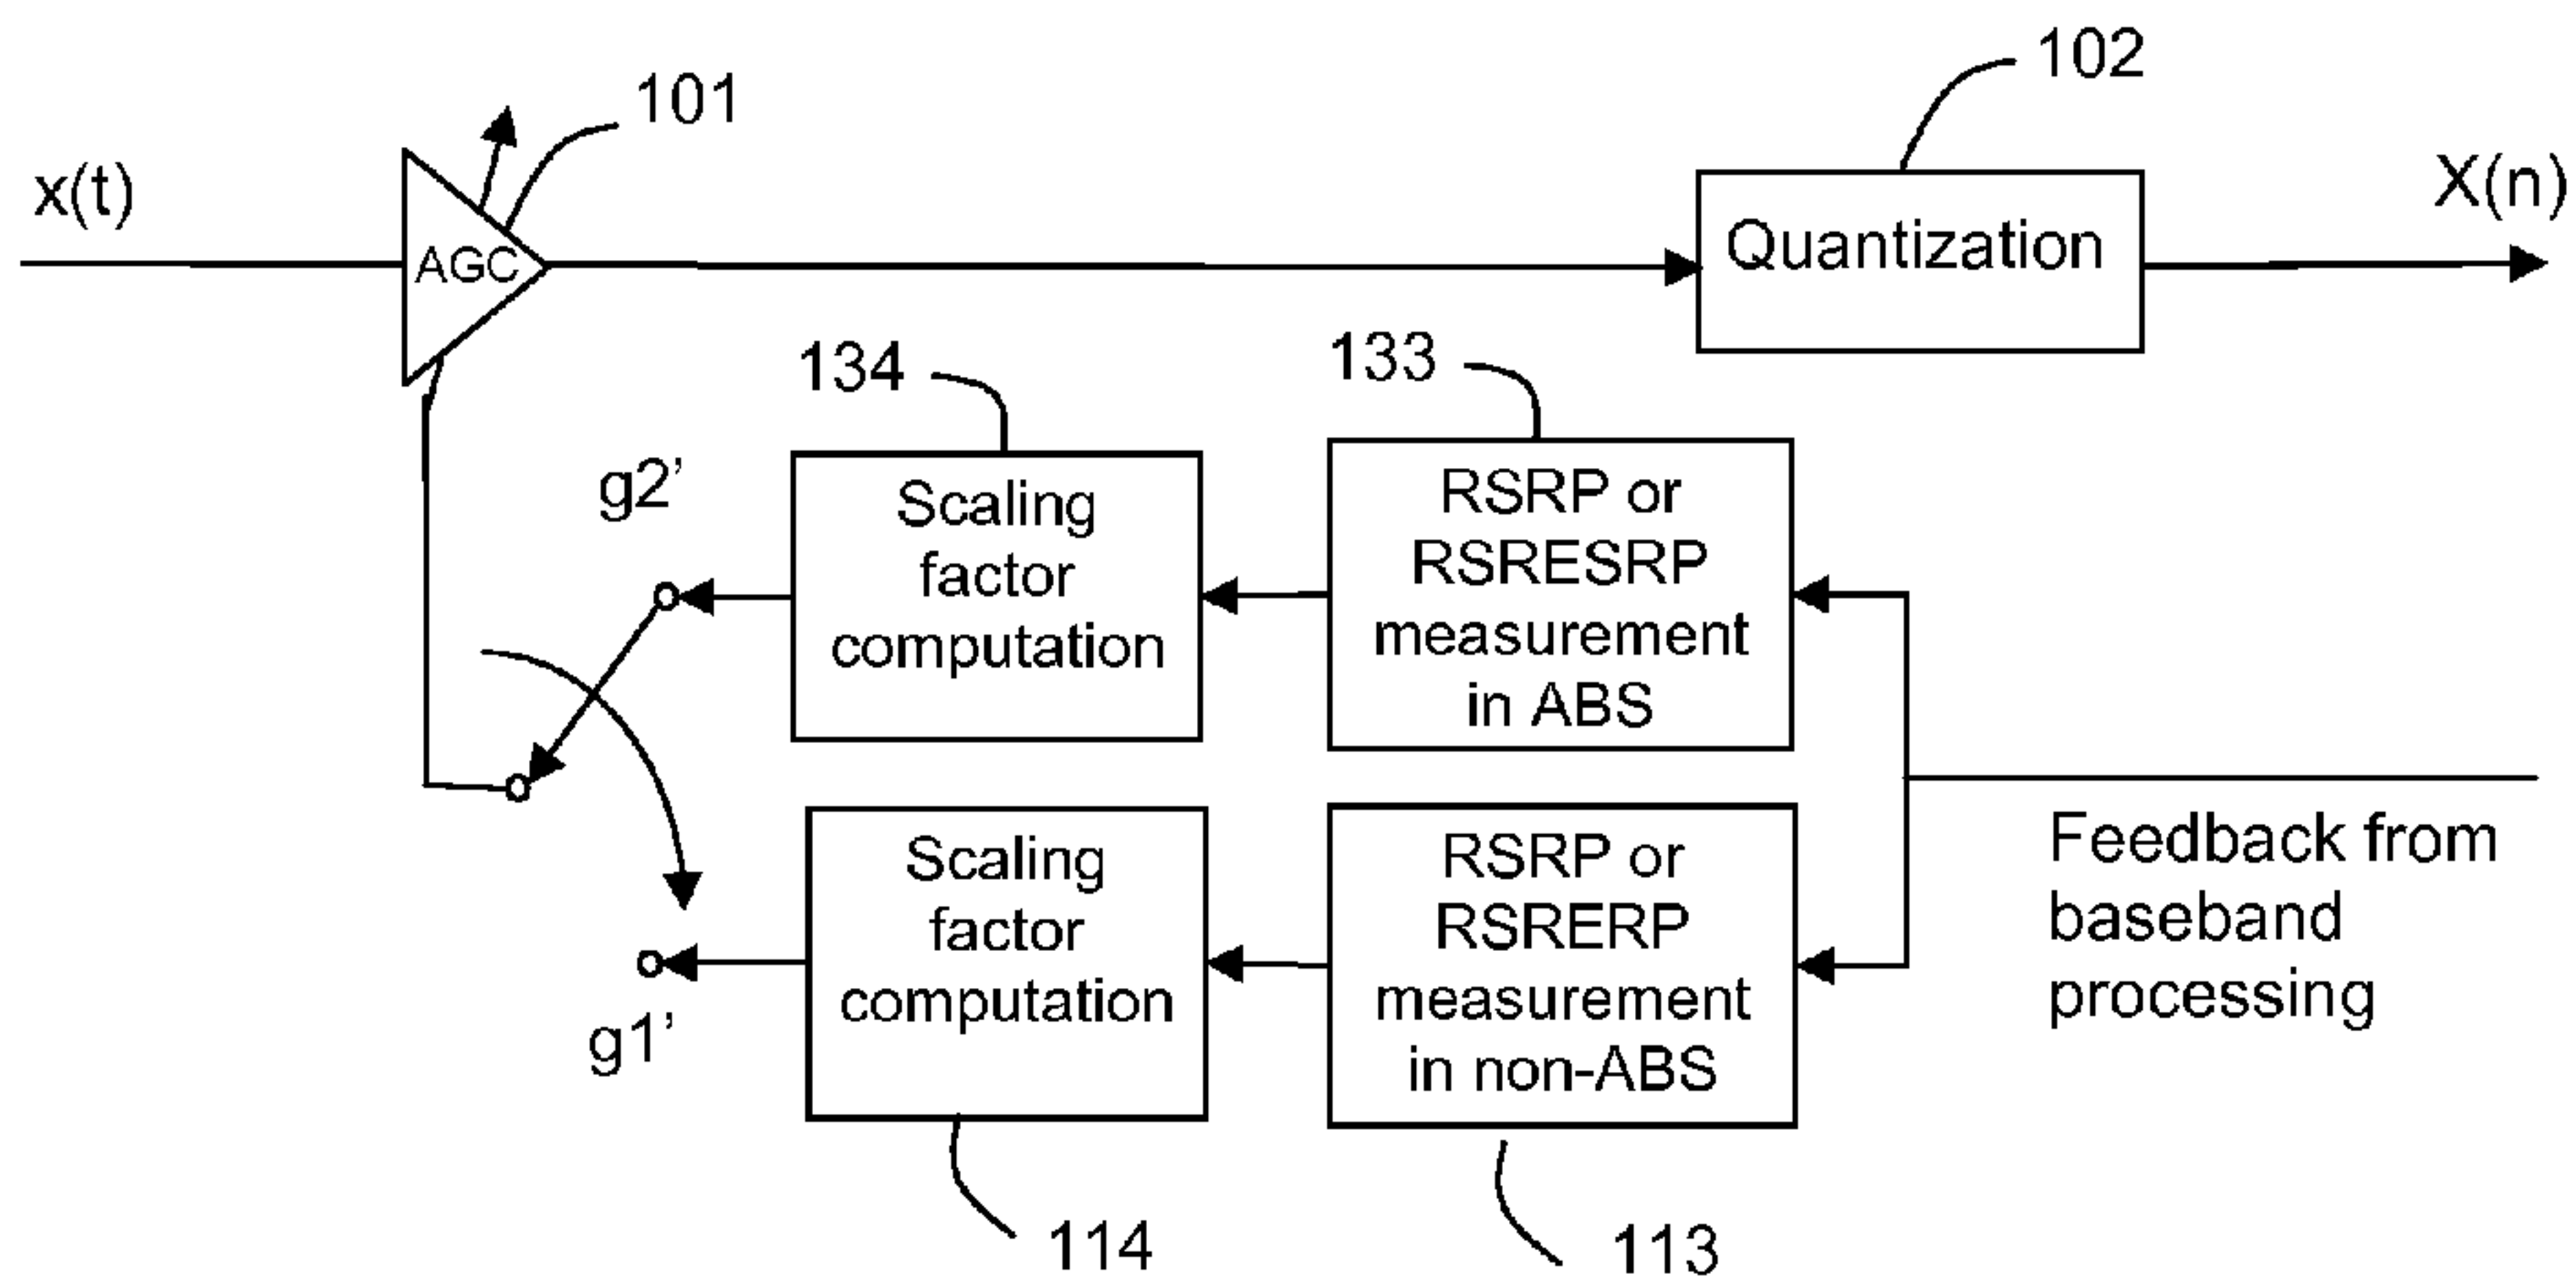 102
101
x(t)
X(n)
AGC
Quantization
134
133
g2’
Scaling
factor
computation
RSRP or
RSRESRP
measurement
in ABS
g1’
Scaling
factor
computation
RSRP or
RSRERP
measurement
in non-ABS
Feedback from
baseband
processing
114
113